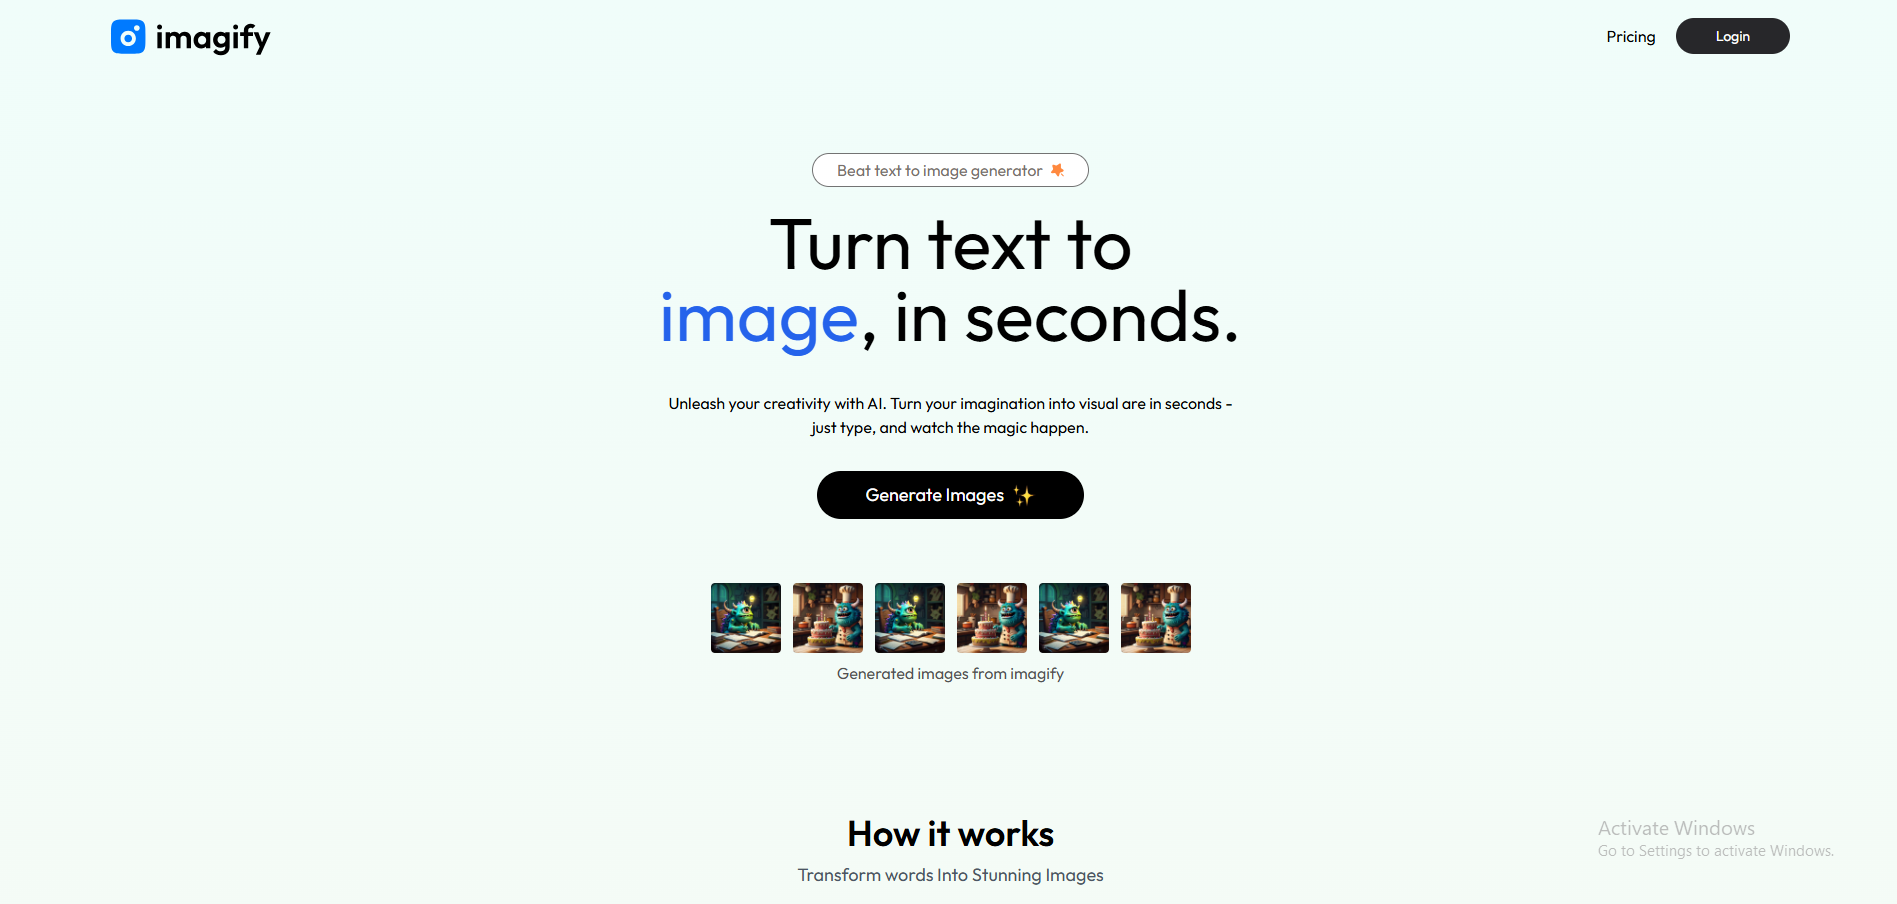 imagify
Pricing
Login
Beat text to image generator
Turn text to
image, in seconds.
Unleash your creativity with AI. Turn your imagination into visual are in seconds -
just type, and watch the magic happen.
Generate Images ✨
Generated images from imagify
How it works
Transform words Into Stunning Images
Activate Windows
Go to Settings to activate Windows.